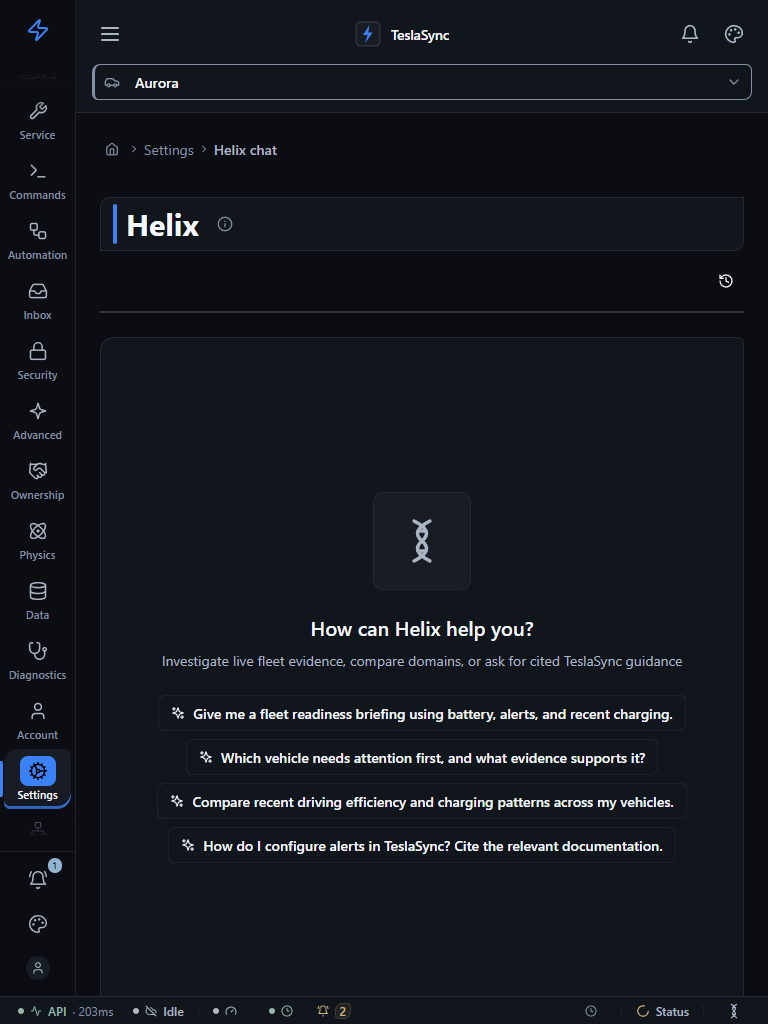 TeslaSync
Aurora
Settings
Helix chat
Helix
Service
Commands
Automation
Inbox
Security
Advanced
Ownership
Physics
Data
Diagnostics
Account
Settings
1
How can Helix help you?
Investigate live fleet evidence, compare domains, or ask for cited TeslaSync guidance
Give me a fleet readiness briefing using battery, alerts, and recent charging.
Which vehicle needs attention first, and what evidence supports it?
Compare recent driving efficiency and charging patterns across my vehicles.
How do I configure alerts in TeslaSync? Cite the relevant documentation.
API · 203ms
Idle
2
Status